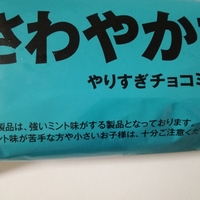 さわやか
やりすぎチョコミ
製品は、強いミント味がする製品となっております。
ント味が苦手な方や小さいお子様は、十分ご注意くだ